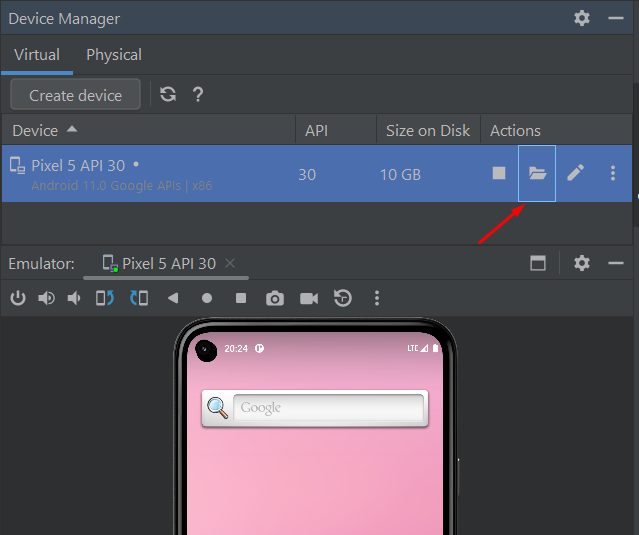 Device Manager
Virtual Physical
Create device ?
Device API Size on Disk Actions
Pixel 5 API 30 30 10 GB
Android 11.0 Google APIs | x86
Emulator: Pixel 5 API 30
20:24 LTE
Google